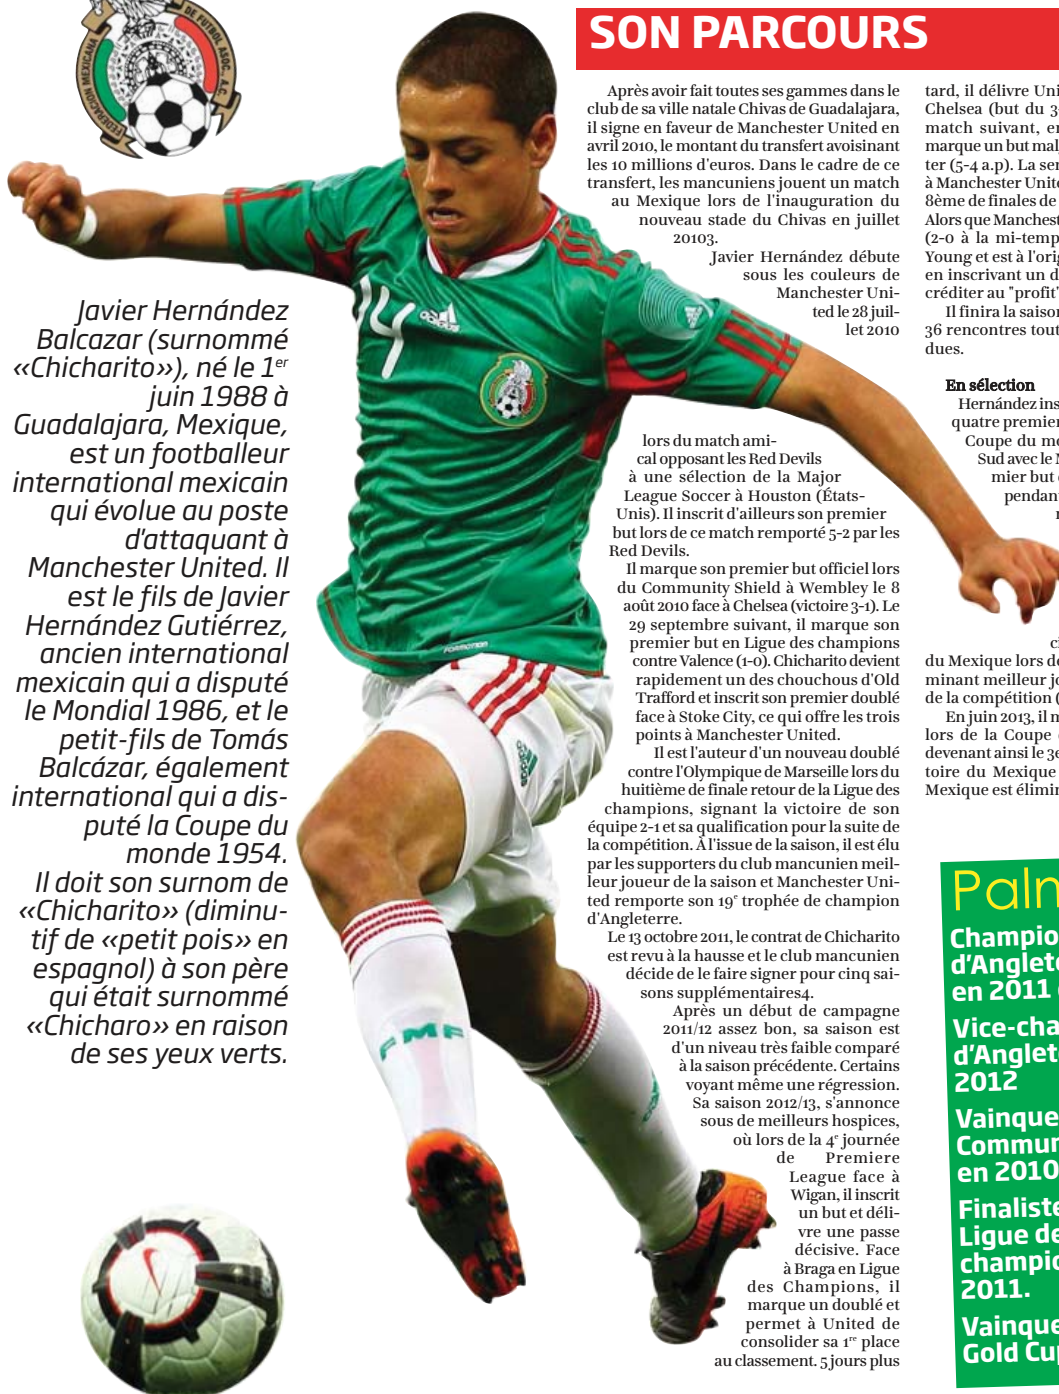 FEDERACION MEXICANA
DE FUTBOL ASOC., A.C.
SON PARCOURS
Javier Hernández
Balcazar (surnommé
«Chicharito»), né le 1er
juin 1988 à
Guadalajara, Mexique,
est un footballeur
international mexicain
qui évolue au poste
d'attaquant à
Manchester United. Il
est le fils de Javier
Hernández Gutiérrez,
ancien international
mexicain qui a disputé
le Mondial 1986, et le
petit-fils de Tomás
Balcázar, également
international qui a dis-
puté la Coupe du
monde 1954.
Il doit son surnom de
«Chicharito» (diminu-
tif de «petit pois» en
espagnol) à son père
qui était surnommé
«Chicharo» en raison
de ses yeux verts.
14
adidas
FORMOTION
adidas
FMF
Après avoir fait toutes ses gammes dans le
club de sa ville natale Chivas de Guadalajara,
il signe en faveur de Manchester United en
avril 2010, le montant du transfert avoisinant
les 10 millions d'euros. Dans le cadre de ce
transfert, les mancuniens jouent un match
au Mexique lors de l'inauguration du
nouveau stade du Chivas en juillet
20103.
Javier Hernández débute
sous les couleurs de
Manchester Uni-
ted le 28 juil-
let 2010
lors du match ami-
cal opposant les Red Devils
à une sélection de la Major
League Soccer à Houston (États-
Unis). Il inscrit d'ailleurs son premier
but lors de ce match remporté 5-2 par les
Red Devils.
Il marque son premier but officiel lors
du Community Shield à Wembley le 8
août 2010 face à Chelsea (victoire 3-1). Le
29 septembre suivant, il marque son
premier but en Ligue des champions
contre Valence (1-0). Chicharito devient
rapidement un des chouchous d'Old
Trafford et inscrit son premier doublé
face à Stoke City, ce qui offre les trois
points à Manchester United.
Il est l'auteur d'un nouveau doublé
contre l'Olympique de Marseille lors du
huitième de finale retour de la Ligue des
champions, signant la victoire de son
équipe 2-1 et sa qualification pour la suite de
la compétition. À l'issue de la saison, il est élu
par les supporters du club mancunien meil-
leur joueur de la saison et Manchester Uni-
ted remporte son 19e trophée de champion
d'Angleterre.
Le 13 octobre 2011, le contrat de Chicharito
est revu à la hausse et le club mancunien
décide de le faire signer pour cinq sai-
sons supplémentaires4.
Après un début de campagne
2011/12 assez bon, sa saison est
d'un niveau très faible comparé
à la saison précédente. Certains
voyant même une régression.
Sa saison 2012/13, s'annonce
sous de meilleurs hospices,
où lors de la 4e journée
de Premiere
League face à
Wigan, il inscrit
un but et déli-
vre une passe
décisive. Face
à Braga en Ligue
des Champions, il
marque un doublé et
permet à United de
consolider sa 1re place
au classement. 5 jours plus
tard, il délivre Uni
Chelsea (but du 3-
match suivant, en
marque un but mal
ter (5-4 a.p). La sem
à Manchester Unite
8ème de finales de
Alors que Manchest
(2-0 à la mi-temp
Young et est à l'orig
en inscrivant un d
créditer au "profit"
Il finira la saison
36 rencontres tout
dues.
En sélection
Hernández ins
quatre premier
Coupe du mo
Sud avec le M
mier but
pendan
ci
du Mexique lors de
minant meilleur jo
de la compétition (
En juin 2013, il m
lors de la Coupe
devenant ainsi le 3e
toire du Mexique
Mexique est élimin
Palm
Champio
d'Anglete
en 2011
Vice-cha
d'Anglet
2012
Vainque
Commun
en 2010
Finaliste
Ligue de
champio
2011.
Vainque
Gold Cup